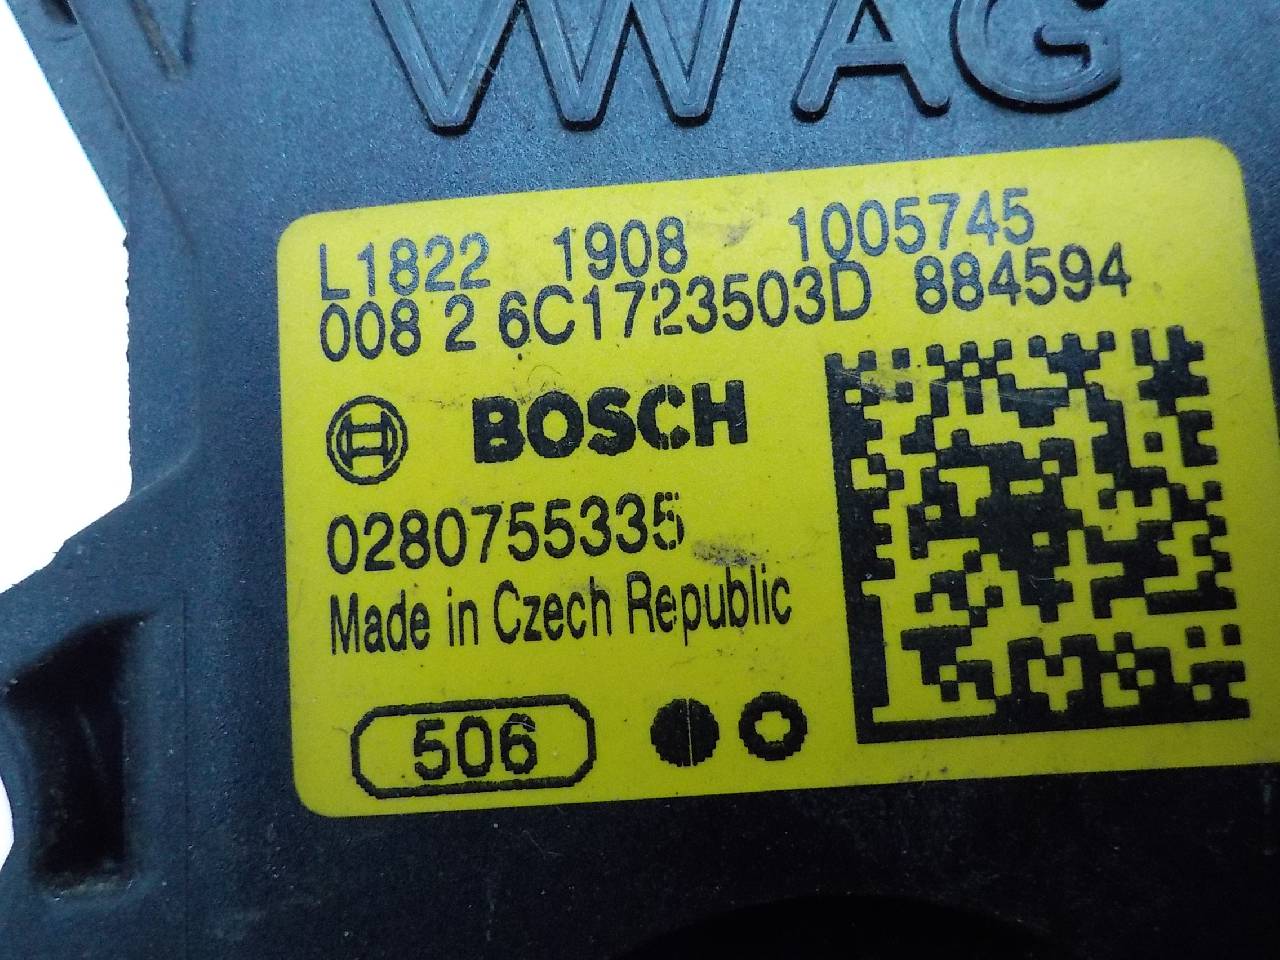 VW AG
L1822 1908 1005745
008 2 6C1723503D 884594
BOSCH
0280755335
Made in Czech Republic
506